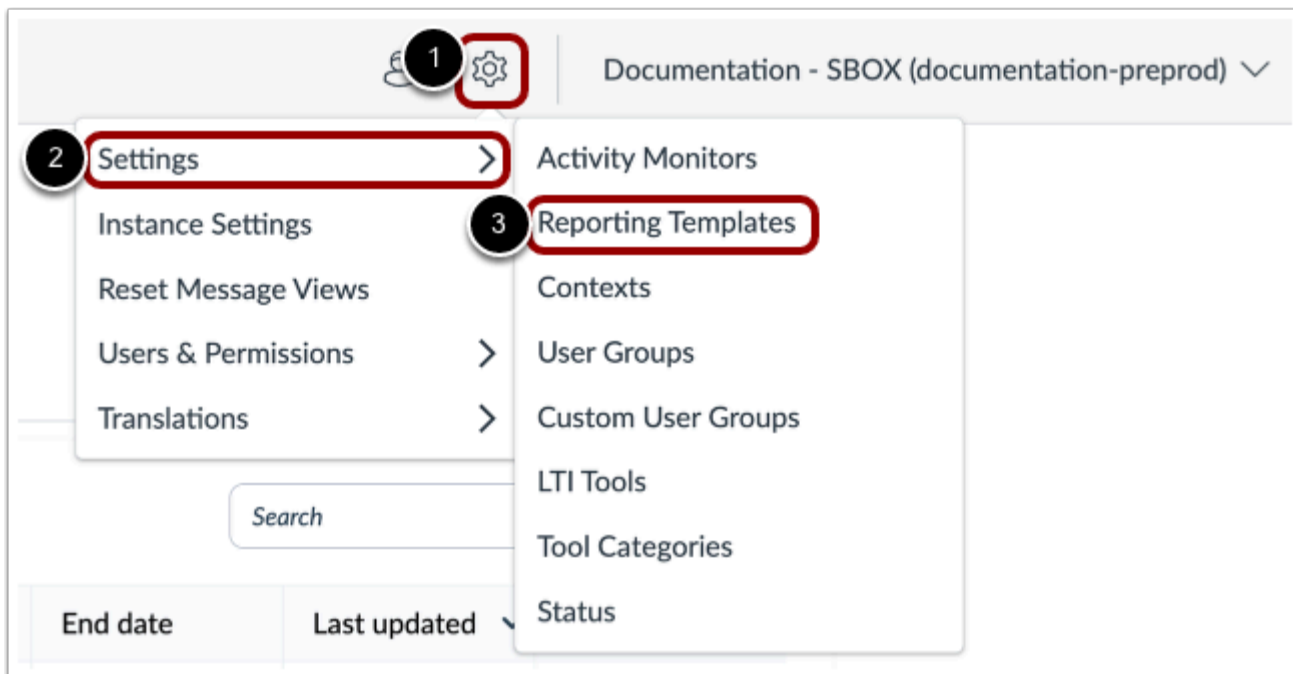 1
Documentation - SBOX (documentation-preprod)
2
Settings
Instance Settings
Reset Message Views
Users & Permissions
Translations
Activity Monitors
3
Reporting Templates
Contexts
User Groups
Custom User Groups
LTI Tools
Tool Categories
Status
Search
End date
Last updated